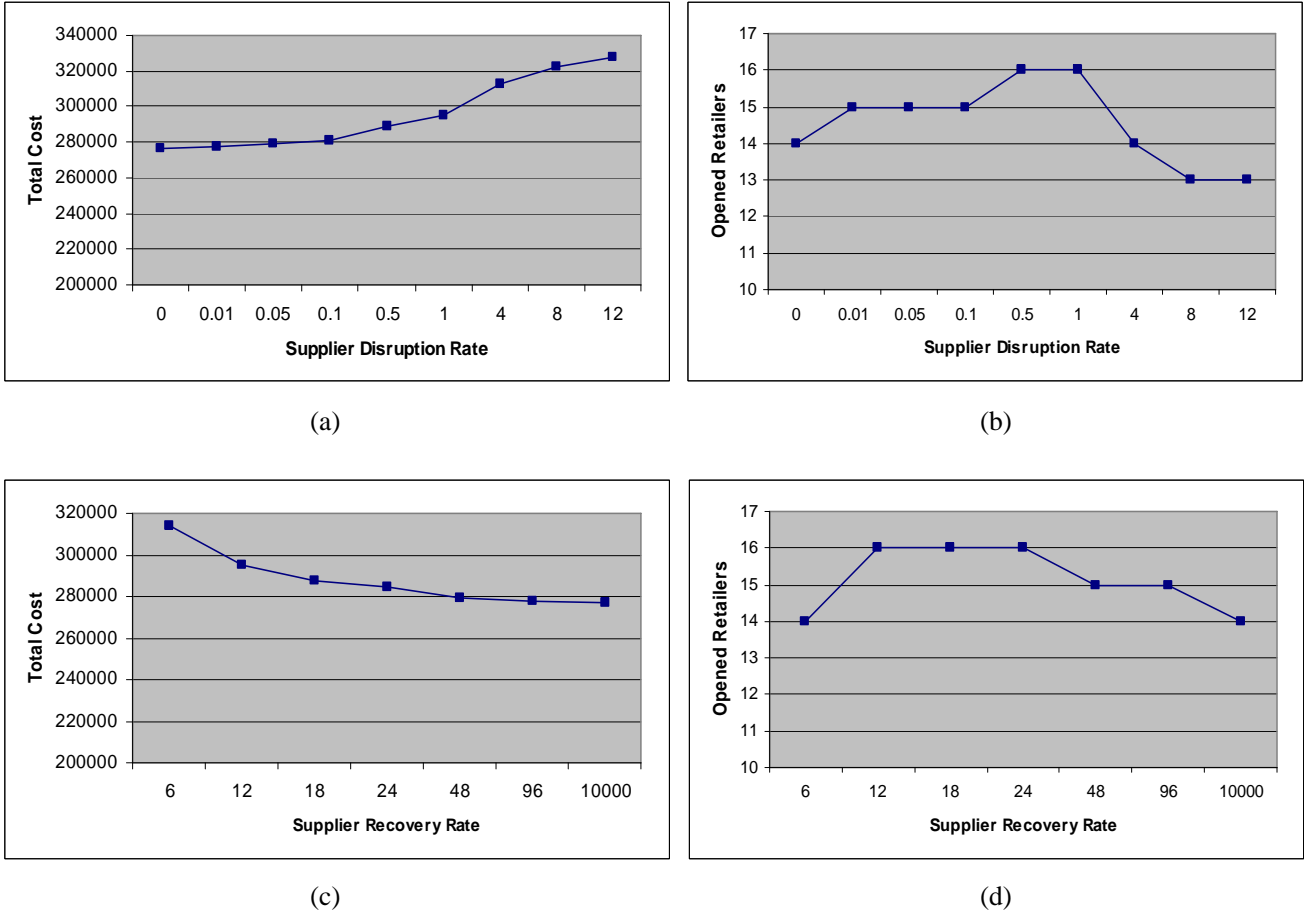 340000
320000
300000
280000
260000
240000
220000
200000
Total Cost
0 0.01 0.05 0.1 0.5 1 4 8 12
Supplier Disruption Rate
(a)
17
16
15
14
13
12
11
10
Opened Retailers
0 0.01 0.05 0.1 0.5 1 4 8 12
Supplier Disruption Rate
(b)
320000
300000
280000
260000
240000
220000
200000
Total Cost
6 12 18 24 48 96 10000
Supplier Recovery Rate
(c)
17
16
15
14
13
12
11
10
Opened Retailers
6 12 18 24 48 96 10000
Supplier Recovery Rate
(d)